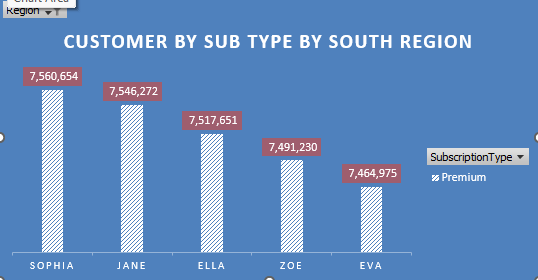 Chart Area
Region
CUSTOMER BY SUB TYPE BY SOUTH REGION
7,560,654
7,546,272
7,517,651
7,491,230
7,464,975
SubscriptionType
Premium
SOPHIA JANE ELLA ZOE EVA